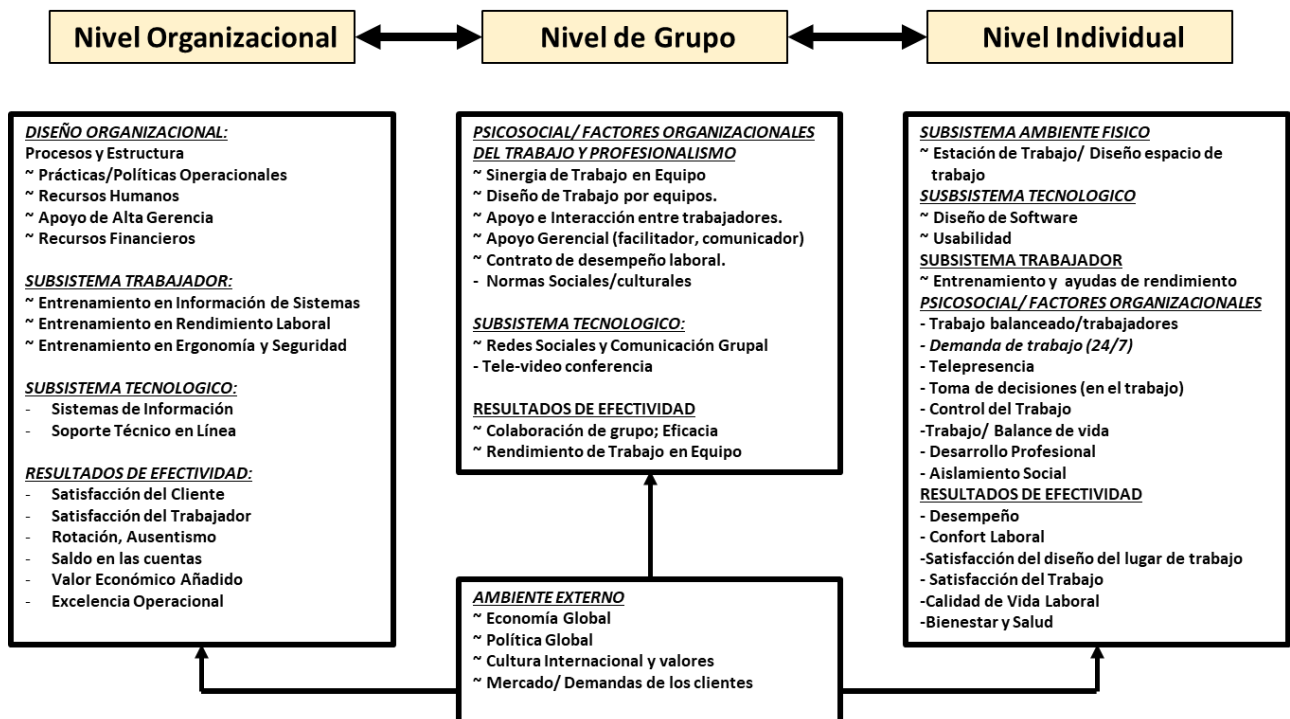 Nivel Organizacional
Nivel de Grupo
Nivel Individual
DISEÑO ORGANIZACIONAL:
Procesos y Estructura
~ Prácticas/Políticas Operacionales
~ Recursos Humanos
~ Apoyo de Alta Gerencia
~ Recursos Financieros
SUBSISTEMA TRABAJADOR:
~ Entrenamiento en Información de Sistemas
~ Entrenamiento en Rendimiento Laboral
~ Entrenamiento en Ergonomía y Seguridad
SUBSISTEMA TECNOLOGICO:
- Sistemas de Información
- Soporte Técnico en Línea
RESULTADOS DE EFECTIVIDAD:
- Satisfacción del Cliente
- Satisfacción del Trabajador
- Rotación, Ausentismo
- Saldo en las cuentas
- Valor Económico Añadido
- Excelencia Operacional
PSICOSOCIAL/ FACTORES ORGANIZACIONALES
DEL TRABAJO Y PROFESIONALISMO
~ Sinergia de Trabajo en Equipo
~ Diseño de Trabajo por equipos.
~ Apoyo e Interacción entre trabajadores.
~ Apoyo Gerencial (facilitador, comunicador)
~ Contrato de desempeño laboral.
- Normas Sociales/culturales
SUBSISTEMA TECNOLOGICO:
~ Redes Sociales y Comunicación Grupal
- Tele-video conferencia
RESULTADOS DE EFECTIVIDAD
~ Colaboración de grupo; Eficacia
~ Rendimiento de Trabajo en Equipo
AMBIENTE EXTERNO
~ Economía Global
~ Política Global
~ Cultura Internacional y valores
~ Mercado/ Demandas de los clientes
SUBSISTEMA AMBIENTE FISICO
~ Estación de Trabajo/ Diseño espacio de
trabajo
SUSBSISTEMA TECNOLOGICO
~ Diseño de Software
~ Usabilidad
SUBSISTEMA TRABAJADOR
~ Entrenamiento y ayudas de rendimiento
PSICOSOCIAL/ FACTORES ORGANIZACIONALES
- Trabajo balanceado/trabajadores
- Demanda de trabajo (24/7)
- Telepresencia
- Toma de decisiones (en el trabajo)
- Control del Trabajo
-Trabajo/ Balance de vida
- Desarrollo Profesional
- Aislamiento Social
RESULTADOS DE EFECTIVIDAD
- Desempeño
- Confort Laboral
-Satisfacción del diseño del lugar de trabajo
- Satisfacción del Trabajo
-Calidad de Vida Laboral
-Bienestar y Salud